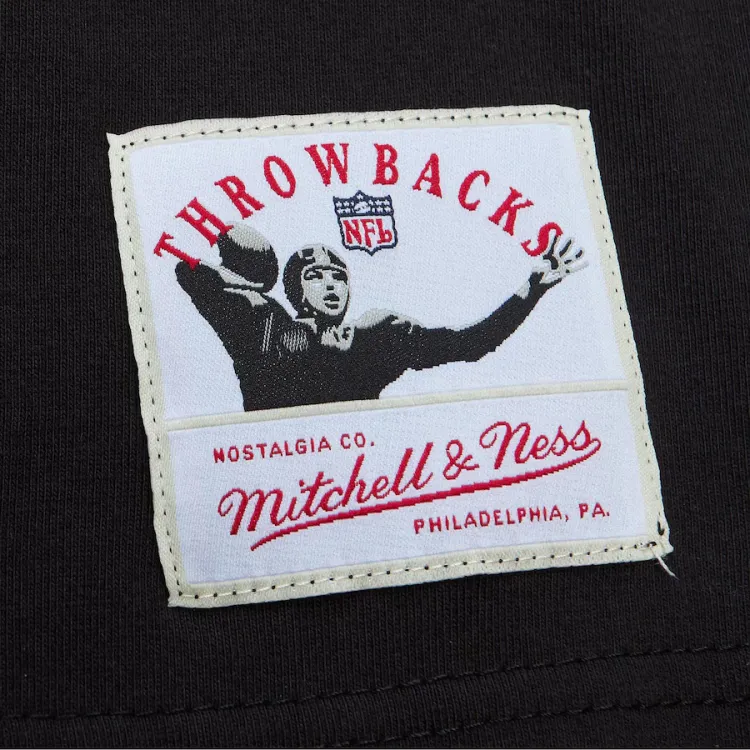 THROWBACKS
NFL
NOSTALGIA CO.
Mitchell & Ness
PHILADELPHIA, PA.